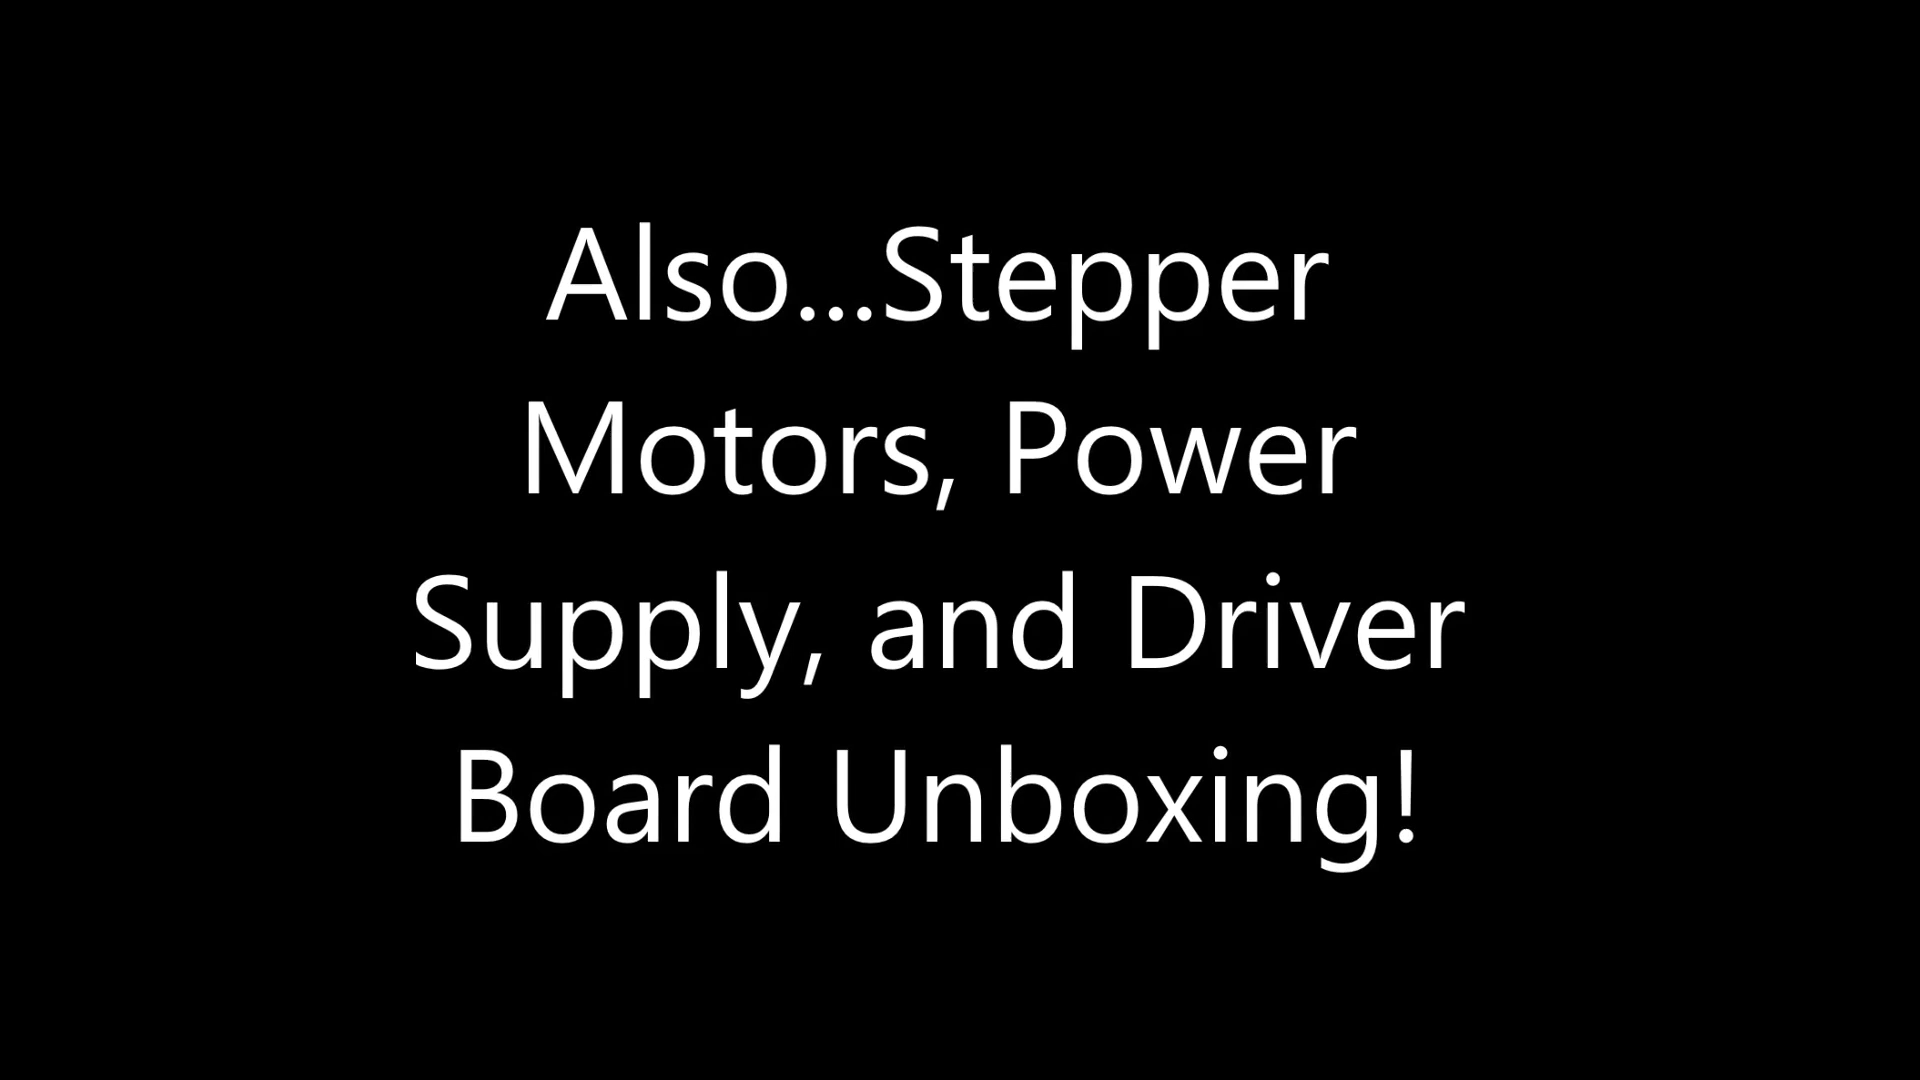 Also...Stepper
Motors, Power
Supply, and Driver
Board Unboxing!